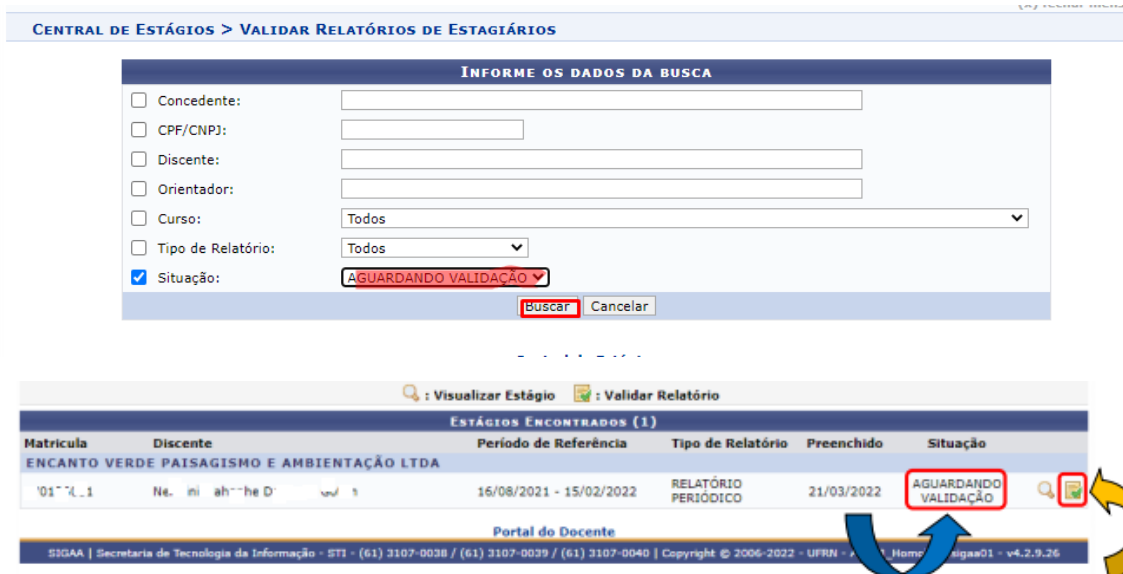 CENTRAL DE ESTÁGIOS > VALIDAR RELATÓRIOS DE ESTAGIÁRIOS
INFORME OS DADOS DA BUSCA
Concedente:
CPF/CNPJ:
Discente:
Orientador:
Curso: Todos
Tipo de Relatório: Todos
Situação: AGUARDANDO VALIDAÇÃO
Buscar Cancelar
: Visualizar Estágio : Validar Relatório
ESTÁGIOS ENCONTRADOS (1)
Matrícula Discente Período de Referência Tipo de Relatório Preenchido Situação
ENCANTO VERDE PAISAGISMO E AMBIENTAÇÃO LTDA
16/08/2021 - 15/02/2022 RELATÓRIO PERIÓDICO 21/03/2022 AGUARDANDO VALIDAÇÃO
Portal do Docente
SIGAA | Secretaria de Tecnologia da Informação - STI - (61) 3107-0038 / (61) 3107-0039 / (61) 3107-0040 | Copyright © 2006-2022 - UFRN - v4.2.9.26